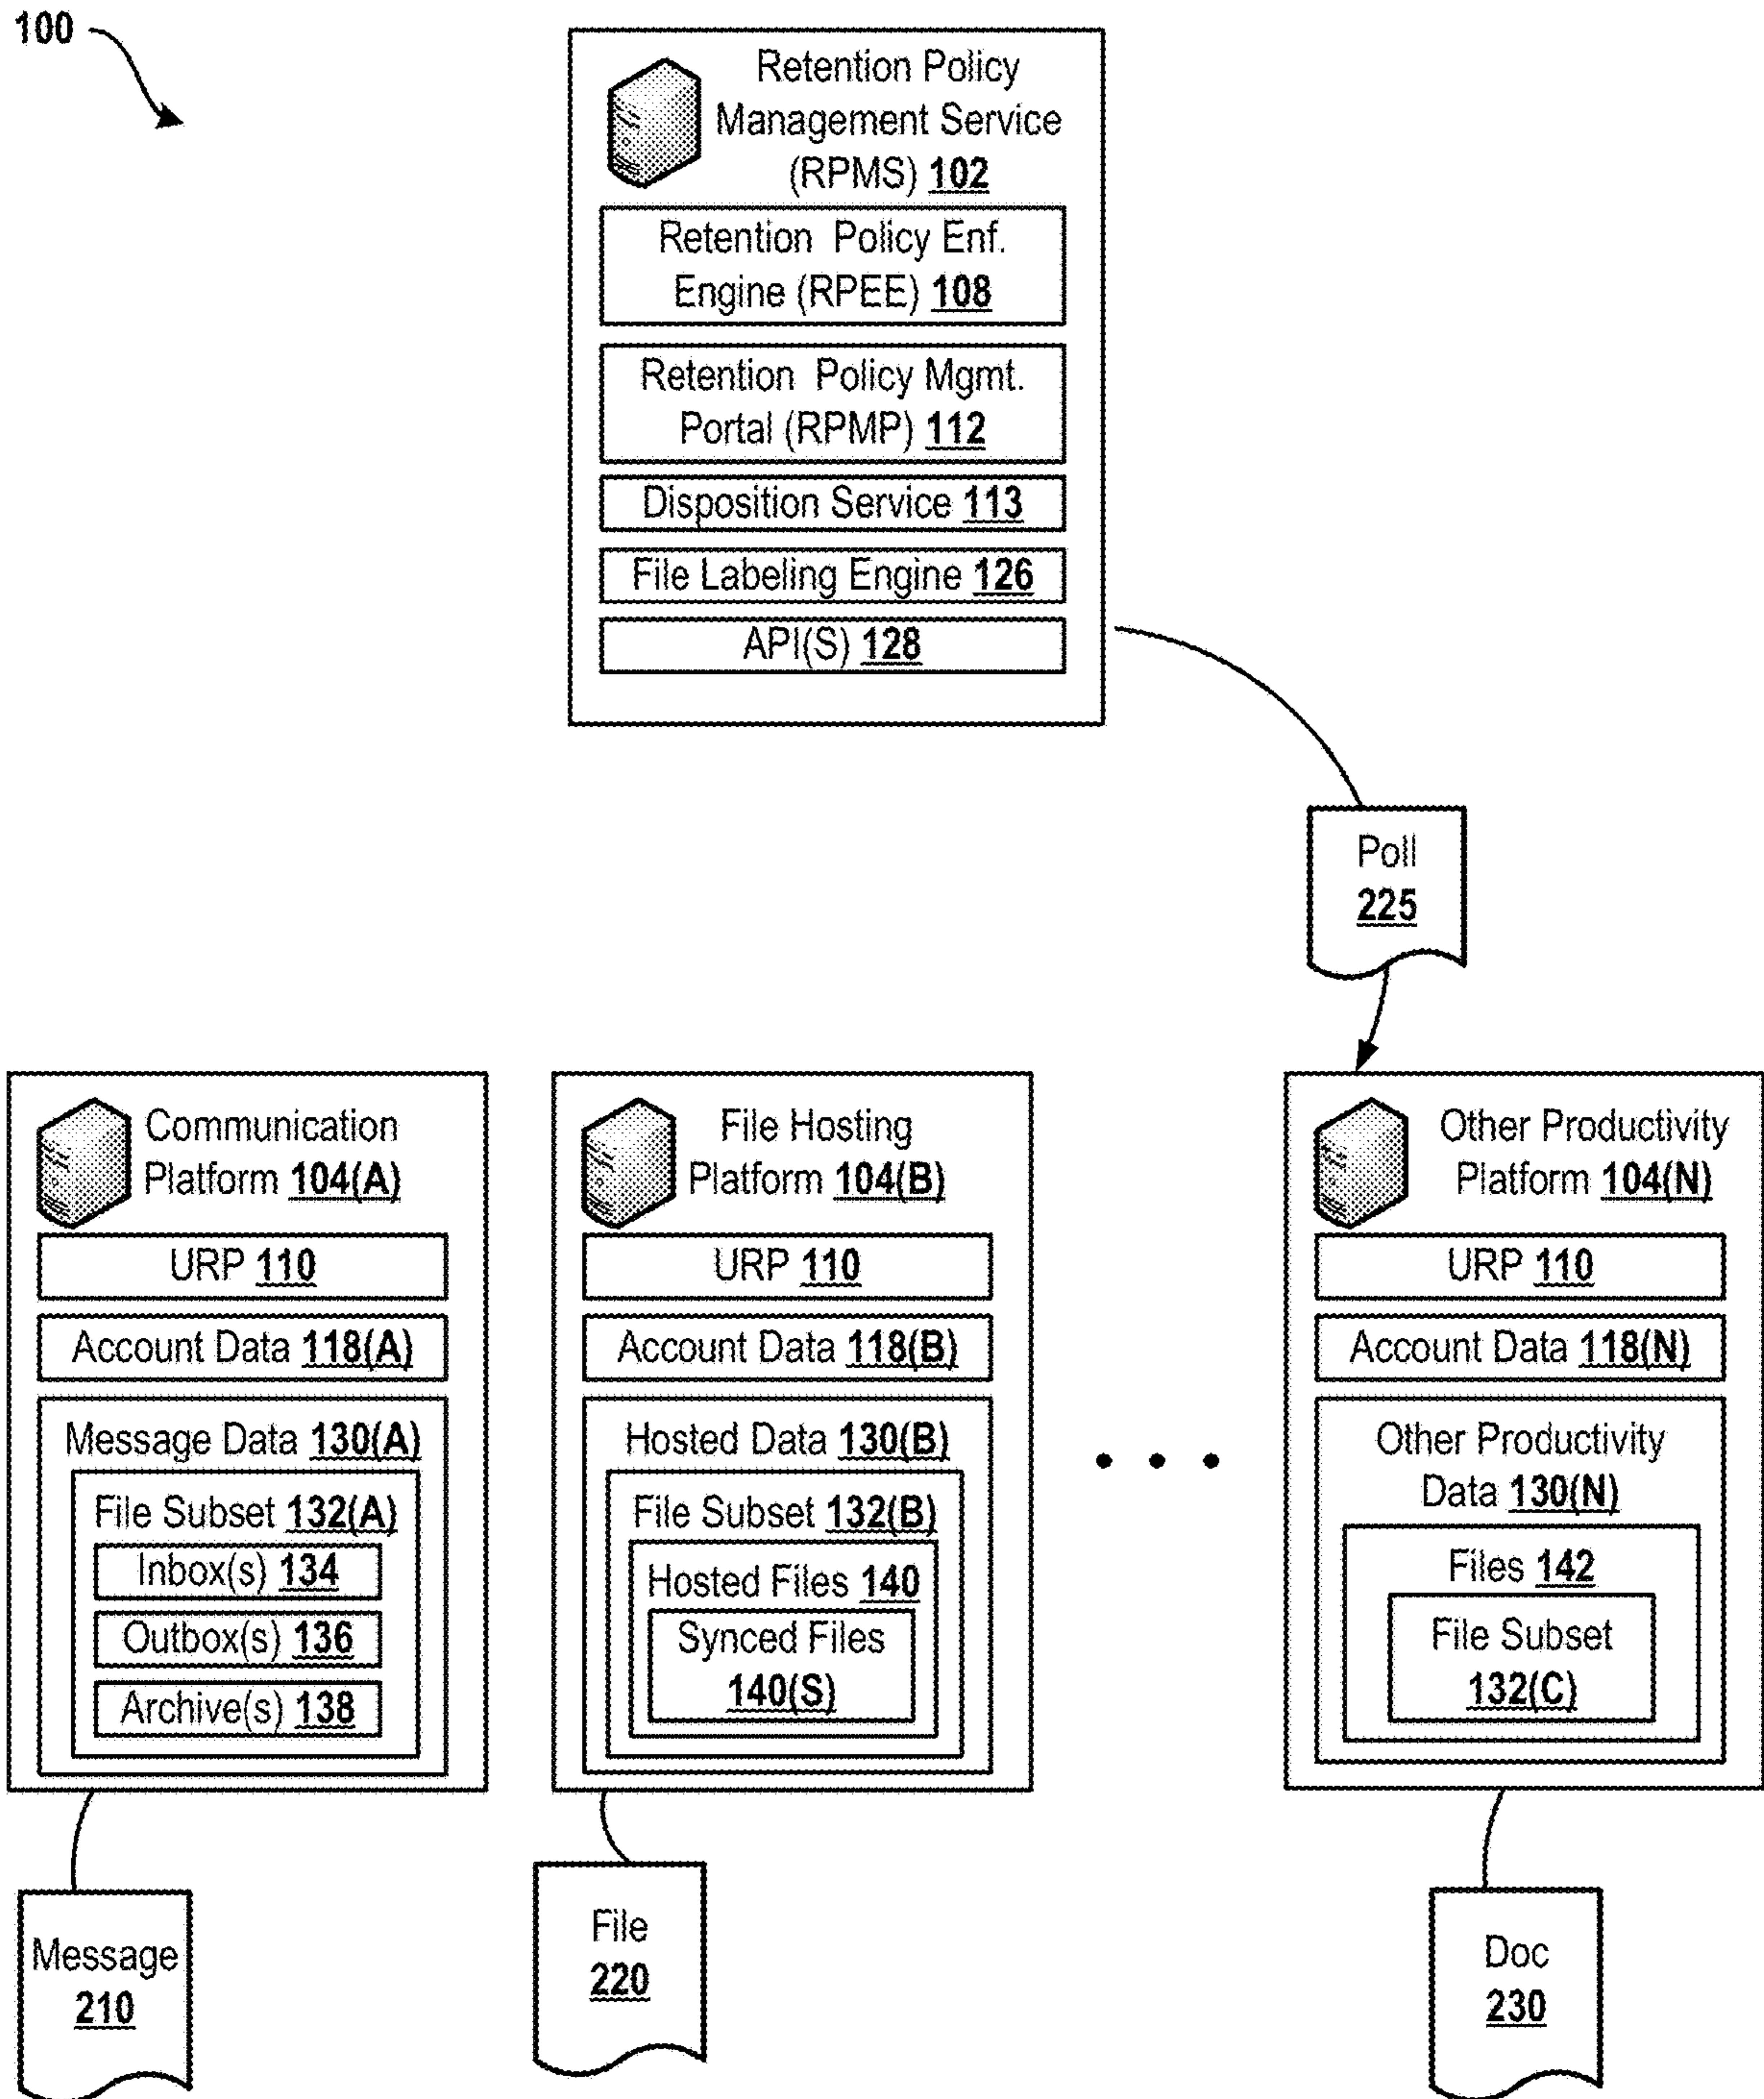 100
Retention Policy
Management Service
(RPMS) 102
Retention Policy Enf.
Engine (RPEE) 108
Retention Policy Mgmt.
Portal (RPMP) 112
Disposition Service 113
File Labeling Engine 126
API(S) 128
Poll
225
Communication
Platform 104(A)
URP 110
Account Data 118(A)
Message Data 130(A)
File Subset 132(A)
Inbox(s) 134
Outbox(s) 136
Archive(s) 138
File Hosting
Platform 104(B)
URP 110
Account Data 118(B)
Hosted Data 130(B)
File Subset 132(B)
Hosted Files 140
Synced Files
140(S)
• • •
Other Productivity
Platform 104(N)
URP 110
Account Data 118(N)
Other Productivity
Data 130(N)
Files 142
File Subset
132(C)
Message
210
File
220
Doc
230